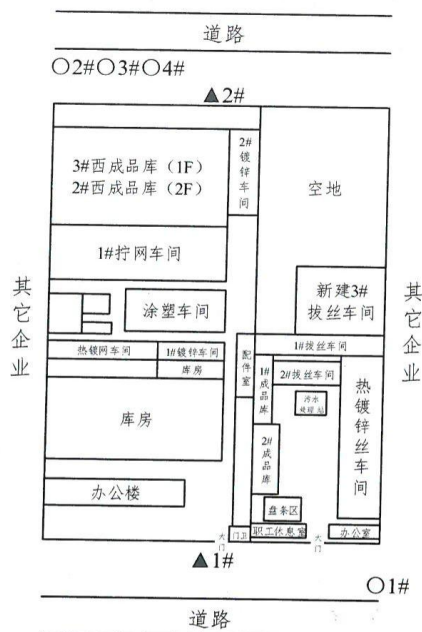 道路
○2#○3#○4#
▲2#
3#西成品库（1F）
2#西成品库（2F）
2#镀锌车间
空地
1#拧网车间
新建3#
拔丝车间
其它企业
其它企业
涂塑车间
1#拔丝车间
热镀网车间
1#镀锌车间
库房
配件室
1#成品库
2#拔丝车间
热镀锌丝车间
污水
处理站
库房
2#成品库
办公楼
盘条区
大门
门卫
职工休息室
大门
办公室
▲1#
○1#
道路